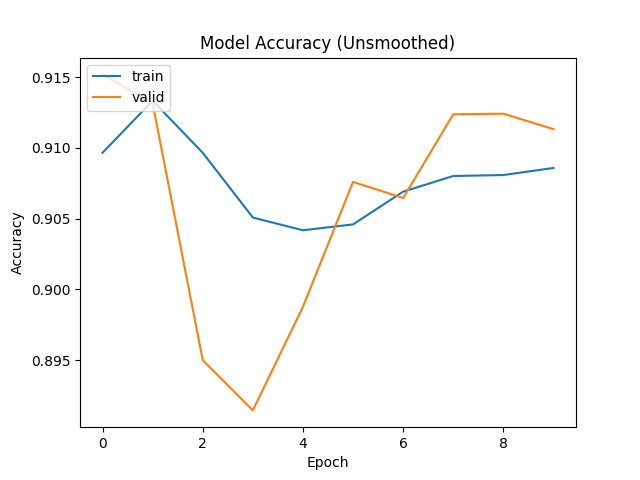 Model Accuracy (Unsmoothed)
train
valid
0.915
0.910
0.905
0.900
0.895
Accuracy
0 2 4 6 8
Epoch